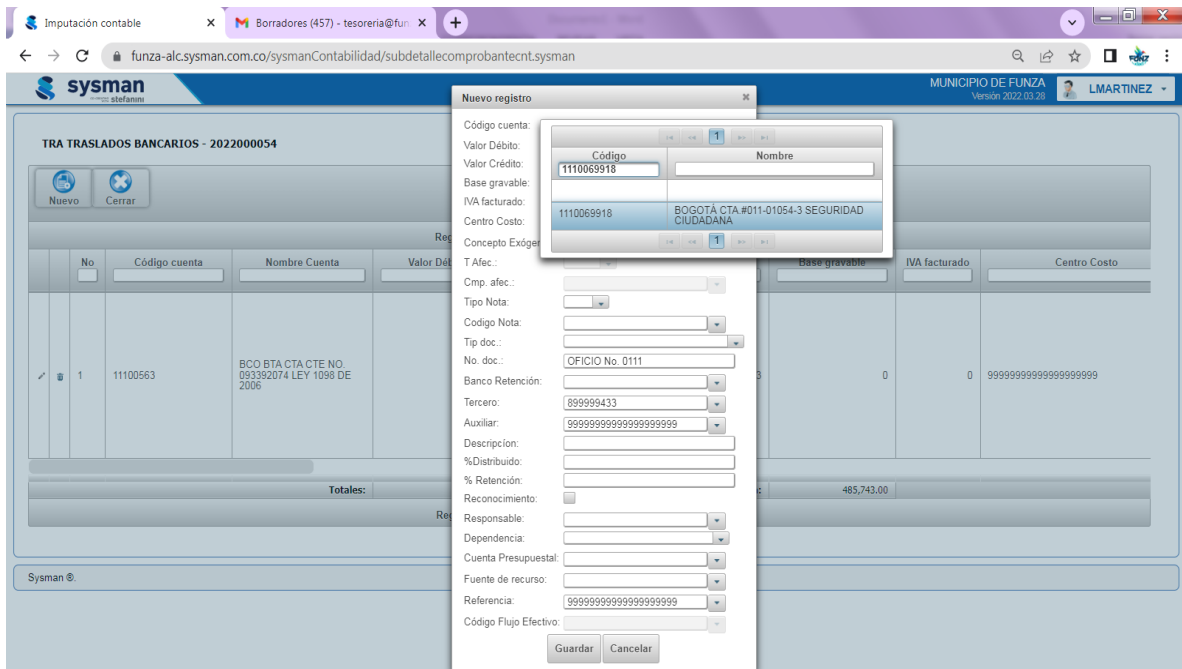 Imputación contable
Borradores (457) - tesoreria@fun
funza-alc.sysman.com.co/sysmanContabilidad/subdetallecomprobantecnt.sysman
sysman
stefanini
MUNICIPIO DE FUNZA
Versión 2022.03.28
LMARTINEZ
TRA TRASLADOS BANCARIOS - 2022000054
Nuevo
Cerrar
Reg
No
Código cuenta
Nombre Cuenta
Valor Déb
Base gravable
IVA facturado
Centro Costo
1
11100563
BCO BTA CTA CTE NO.
093392074 LEY 1098 DE
2006
3
0
0
99999999999999999999
Totales:
485,743.00
Reg
Sysman ®.
Nuevo registro
Código cuenta:
Valor Débito:
Valor Crédito:
Base gravable:
IVA facturado:
Centro Costo:
Concepto Exóger
T Afec.:
Cmp. afec.:
Tipo Nota:
Codigo Nota:
Tip doc.:
No. doc.:
OFICIO No. 0111
Banco Retención:
Tercero:
899999433
Auxiliar:
99999999999999999999
Descripcíon:
%Distribuido:
% Retención:
Reconocimiento:
Responsable:
Dependencia:
Cuenta Presupuestal:
Fuente de recurso:
Referencia:
99999999999999999999
Código Flujo Efectivo:
Guardar
Cancelar
1
Código
Nombre
1110069918
1110069918
BOGOTÁ CTA.#011-01054-3 SEGURIDAD
CIUDADANA
1